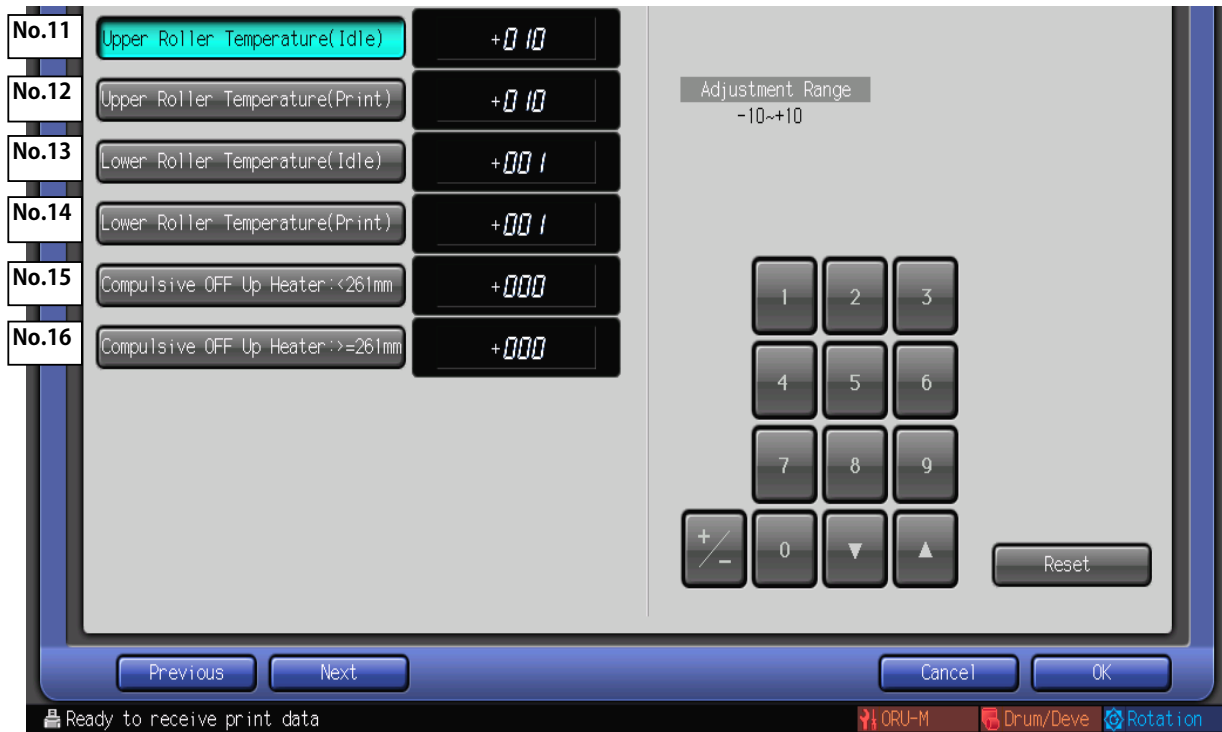 No.11 Upper Roller Temperature(Idle) +010
No.12 Upper Roller Temperature(Print) +010
Adjustment Range
-10~+10
No.13 Lower Roller Temperature(Idle) +001
No.14 Lower Roller Temperature(Print) +001
No.15 Compulsive OFF Up Heater:<261mm +000
No.16 Compulsive OFF Up Heater:>=261mm +000
1 2 3
4 5 6
7 8 9
+/- 0 ▼ ▲ Reset
Previous Next Cancel OK
Ready to receive print data ORU-M Drum/Deve Rotation